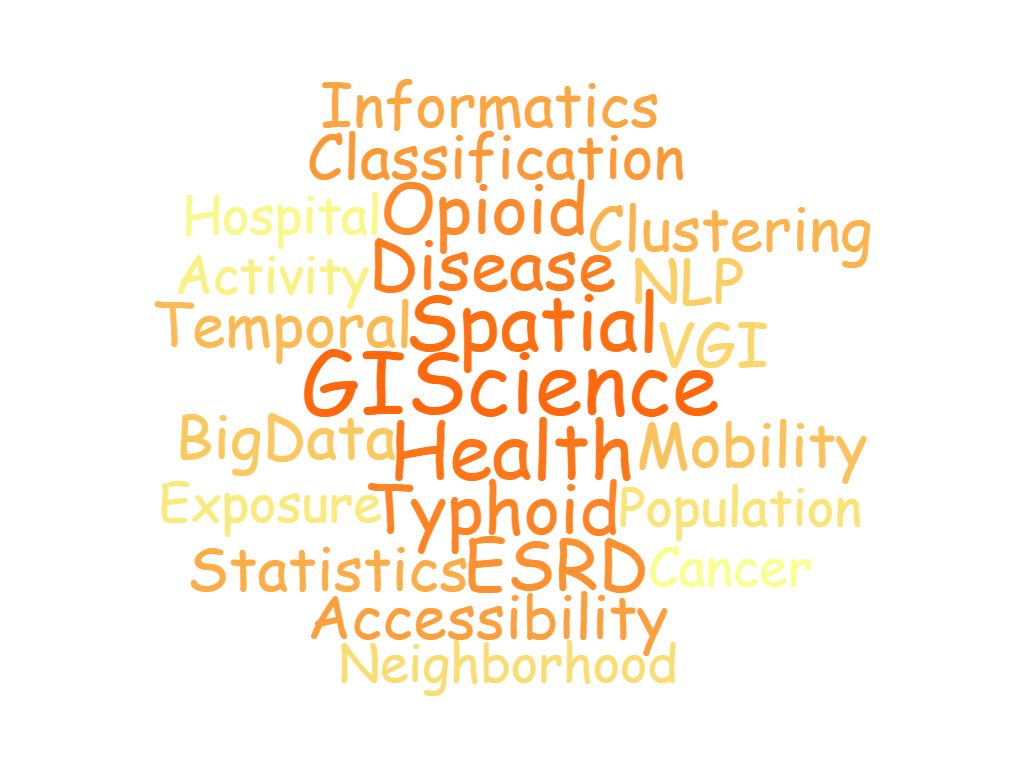 Informatics
Classification
Hospital Opioid Clustering
Activity Disease NLP
Temporal Spatial VGI
GIScience
BigData Health Mobility
Exposure Typhoid Population
Statistics ESRD Cancer
Accessibility
Neighborhood